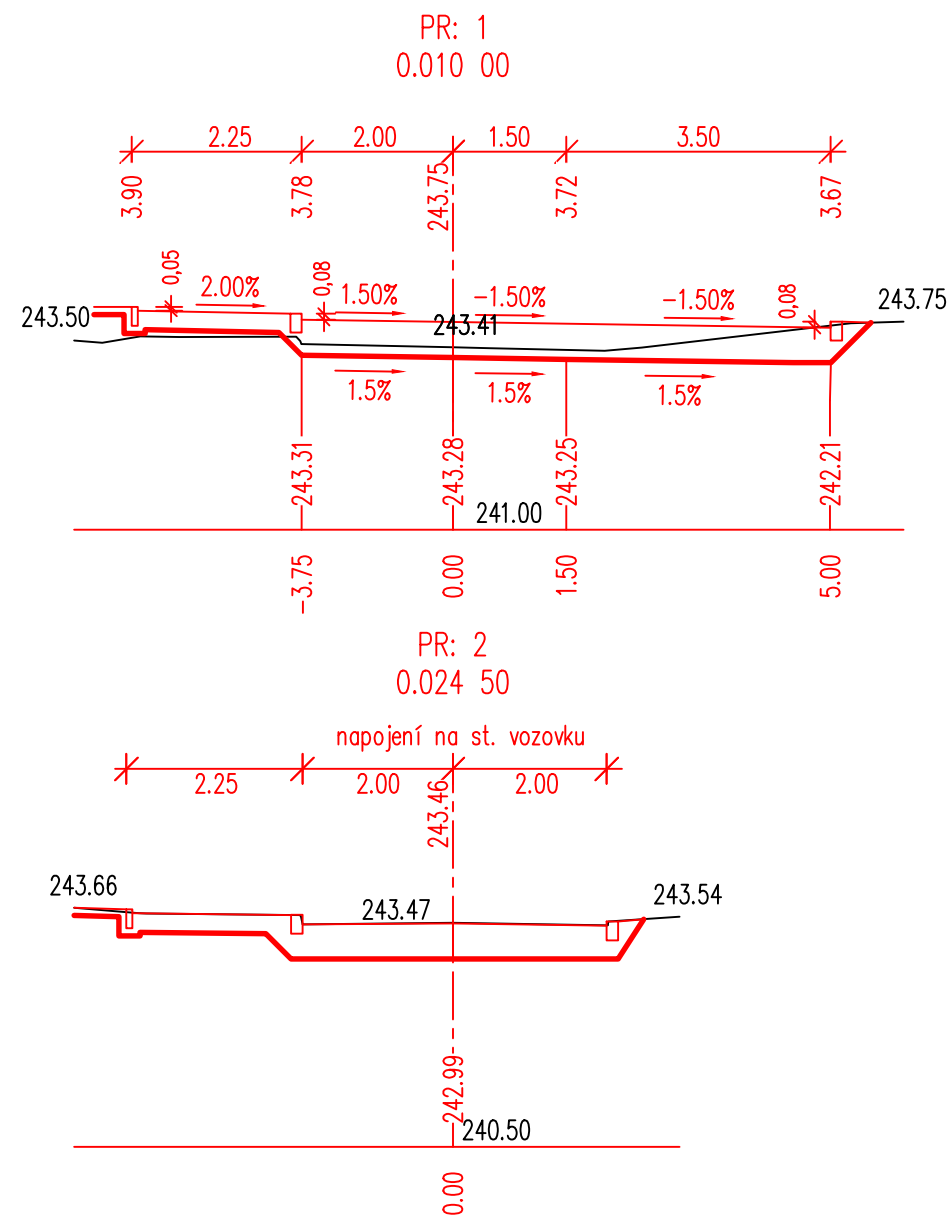 PR: 1
0.010 00
2.25 2.00 1.50 3.50
3.90 3.78 243.75 3.72 3.67
0,05 2.00% 0,08 1.50% -1.50% -1.50% 0,08 243.75
243.50 243.41
1.5% 1.5% 1.5%
243.31 243.28 243.25 242.21
241.00
-3.75 0.00 1.50 5.00
PR: 2
0.024 50
napojení na st. vozovku
2.25 2.00 2.00
243.46
243.66 243.47 243.54
242.99
240.50
0.00